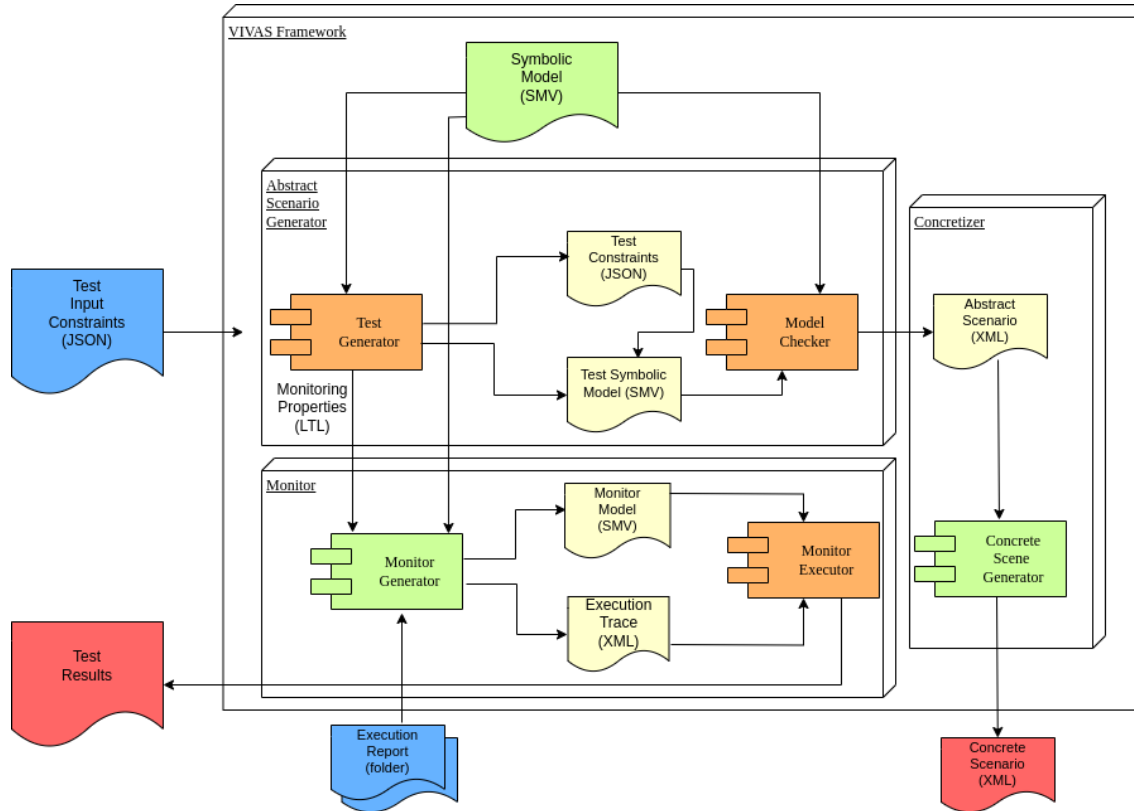 VIVAS Framework
Symbolic
Model
(SMV)
Abstract
Scenario
Generator
Concretizer
Test
Input
Constraints
(JSON)
Test
Constraints
(JSON)
Test
Generator
Model
Checker
Abstract
Scenario
(XML)
Test Symbolic
Model (SMV)
Monitoring
Properties
(LTL)
Monitor
Monitor
Model
(SMV)
Monitor
Generator
Monitor
Executor
Concrete
Scene
Generator
Execution
Trace
(XML)
Test
Results
Execution
Report
(folder)
Concrete
Scenario
(XML)